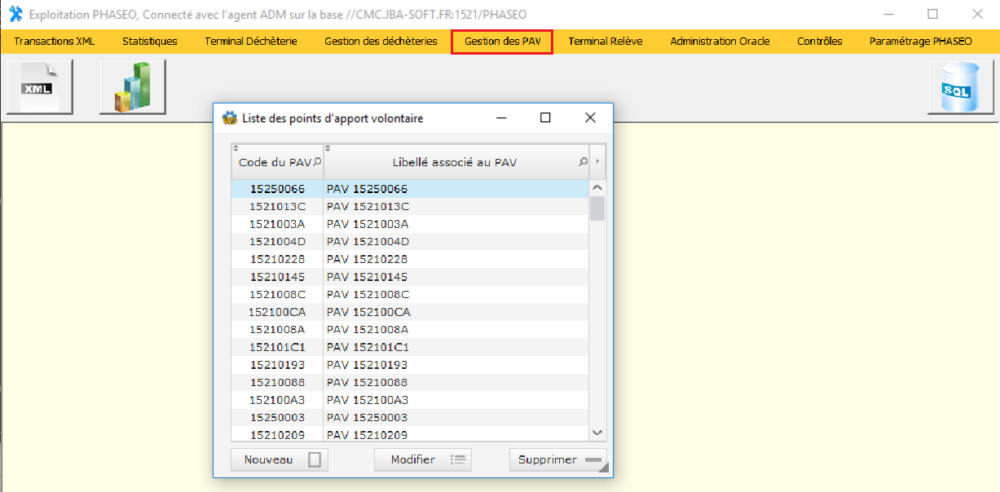 Exploitation PHASEO, Connecté avec l'agent ADM sur la base //CMCJBA-SOFT.FR:1521/PHASEO
Transactions XML Statistiques Terminal Déchèterie Gestion des déchèteries Gestion des PAV Terminal Relève Administration Oracle Contrôles Paramétrage PHASEO
XML SQL
Liste des points d'apport volontaire
Code du PAV Libellé associé au PAV
15250066 PAV 15250066
1521013C PAV 1521013C
1521003A PAV 1521003A
1521004D PAV 1521004D
15210228 PAV 15210228
15210145 PAV 15210145
1521008C PAV 1521008C
152100CA PAV 152100CA
1521008A PAV 1521008A
152101C1 PAV 152101C1
15210193 PAV 15210193
15210088 PAV 15210088
152100A3 PAV 152100A3
15250003 PAV 15250003
15210209 PAV 15210209
Nouveau Modifier Supprimer